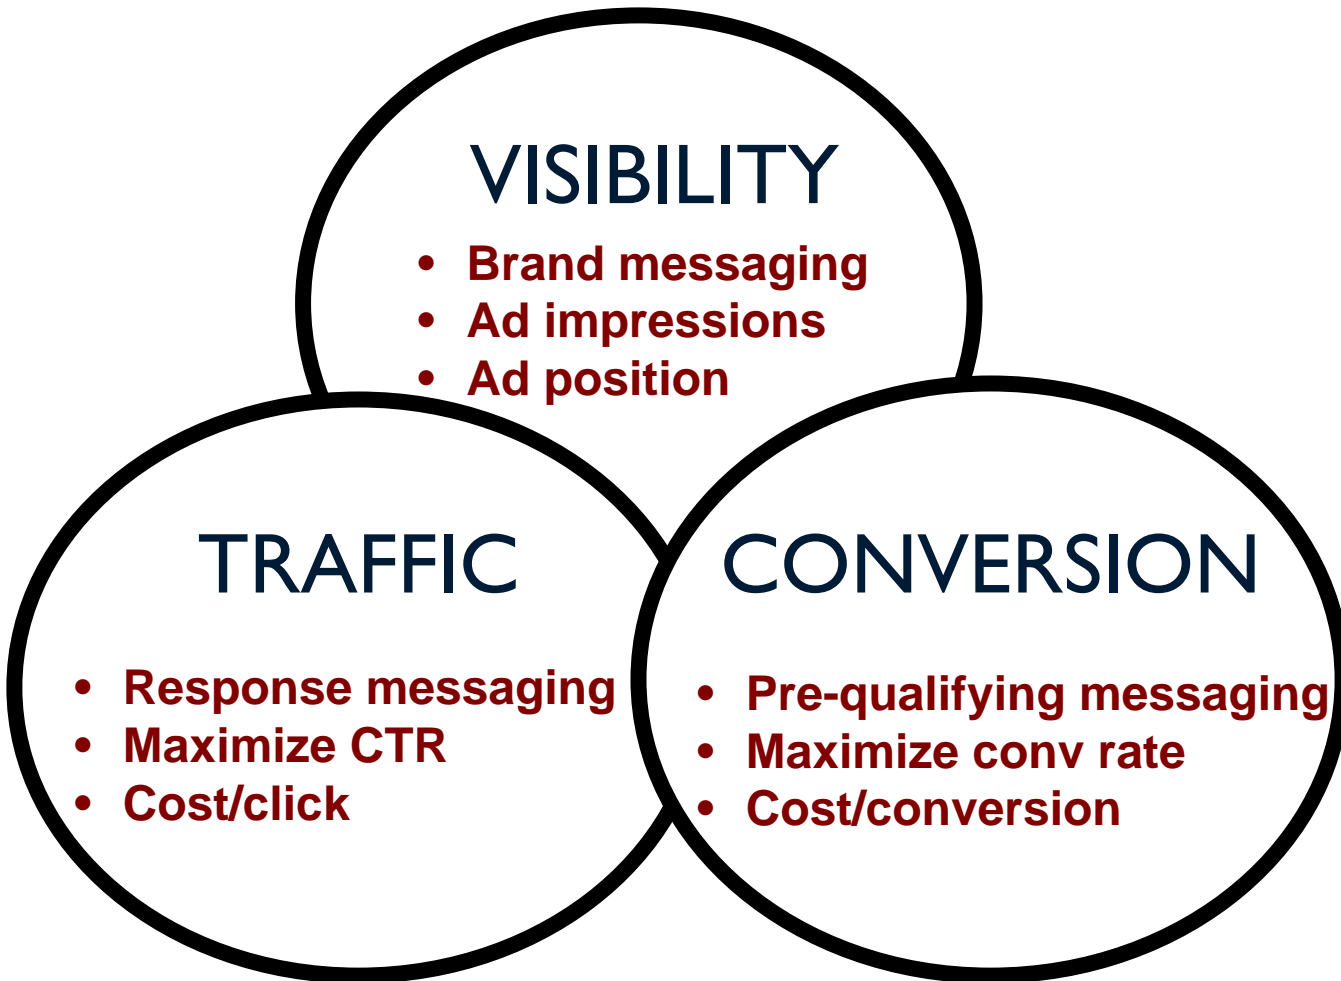 VISIBILITY
• Brand messaging
• Ad impressions
• Ad position
TRAFFIC
• Response messaging
• Maximize CTR
• Cost/click
CONVERSION
• Pre-qualifying messaging
• Maximize conv rate
• Cost/conversion